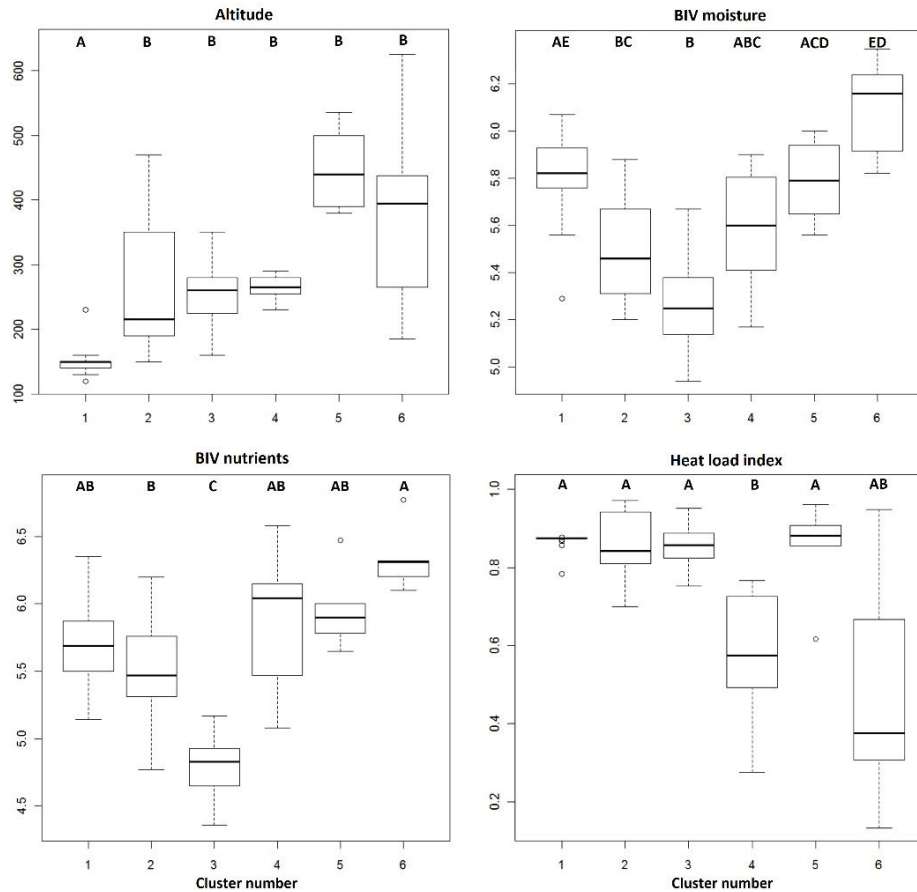 Altitude
A B B B B B
600
500
400
300
200
100
1 2 3 4 5 6
BIV moisture
AE BC B ABC ACD ED
6.2
6.0
5.8
5.6
5.4
5.2
5.0
1 2 3 4 5 6
BIV nutrients
AB B C AB AB A
6.5
6.0
5.5
5.0
4.5
1 2 3 4 5 6
Cluster number
Heat load index
A A A B A AB
1.0
0.8
0.6
0.4
0.2
1 2 3 4 5 6
Cluster number